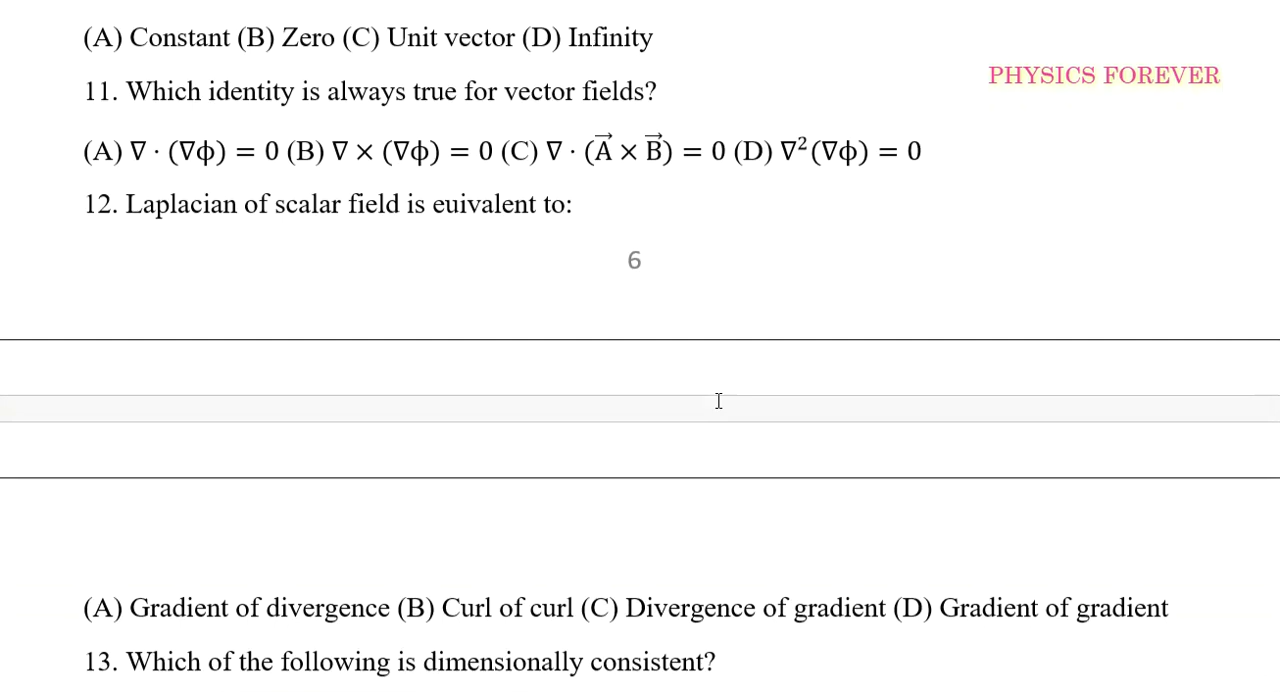 (A) Constant (B) Zero (C) Unit vector (D) Infinity
PHYSICS FOREVER
11. Which identity is always true for vector fields?
(A) ∇ · (∇ϕ) = 0 (B) ∇ × (∇ϕ) = 0 (C) ∇ · (A⃗ × B⃗) = 0 (D) ∇²(∇ϕ) = 0
12. Laplacian of scalar field is euivalent to:
6
(A) Gradient of divergence (B) Curl of curl (C) Divergence of gradient (D) Gradient of gradient
13. Which of the following is dimensionally consistent?